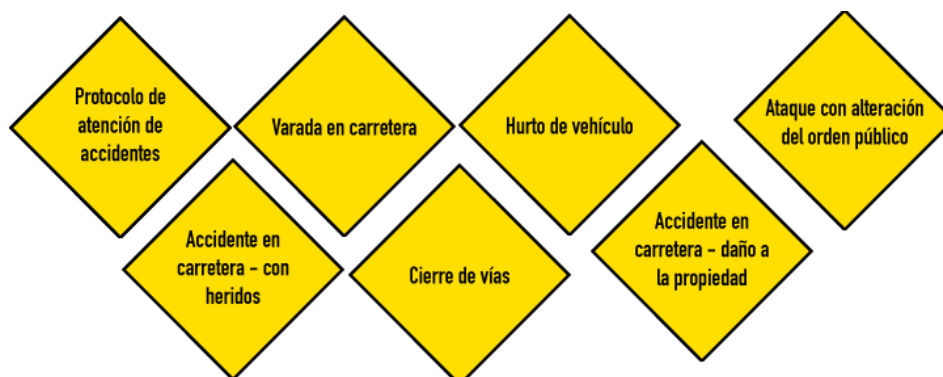 Protocolo de
atención de
accidentes
Varada en carretera
Hurto de vehículo
Ataque con alteración
del orden público
Accidente en
carretera – con
heridos
Cierre de vías
Accidente en
carretera – daño a
la propiedad